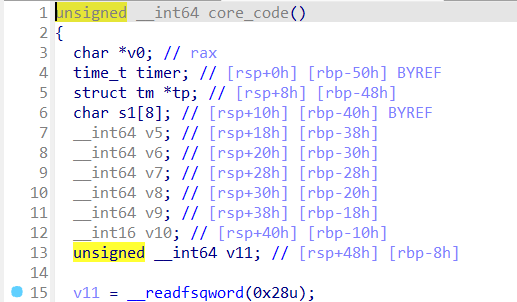 1 unsigned __int64 core_code()
2 {
3 char *v0; // rax
4 time_t timer; // [rsp+0h] [rbp-50h] BYREF
5 struct tm *tp; // [rsp+8h] [rbp-48h]
6 char s1[8]; // [rsp+10h] [rbp-40h] BYREF
7 __int64 v5; // [rsp+18h] [rbp-38h]
8 __int64 v6; // [rsp+20h] [rbp-30h]
9 __int64 v7; // [rsp+28h] [rbp-28h]
10 __int64 v8; // [rsp+30h] [rbp-20h]
11 __int64 v9; // [rsp+38h] [rbp-18h]
12 __int16 v10; // [rsp+40h] [rbp-10h]
13 unsigned __int64 v11; // [rsp+48h] [rbp-8h]
14
15 v11 = __readfsqword(0x28u);